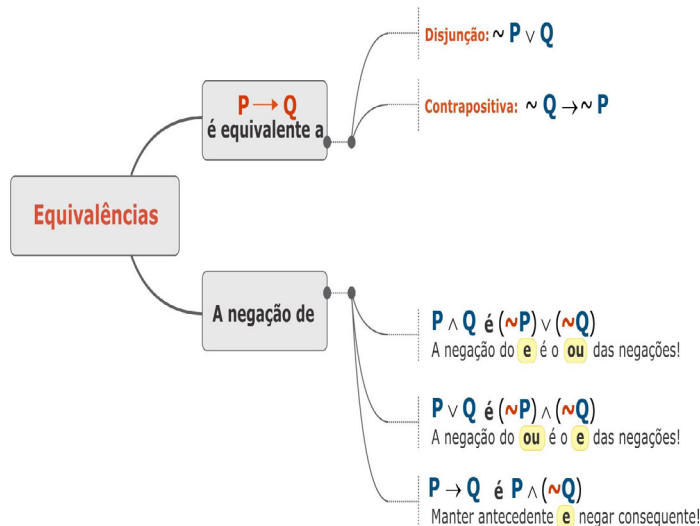 Equivalências
P → Q
é equivalente a
Disjunção: ~ P ∨ Q
Contrapositiva: ~ Q →~ P
A negação de
P ∧ Q é (~P) ∨ (~Q)
A negação do e é o ou das negações!
P ∨ Q é (~P) ∧ (~Q)
A negação do ou é o e das negações!
P → Q é P ∧ (~Q)
Manter antecedente e negar consequente!